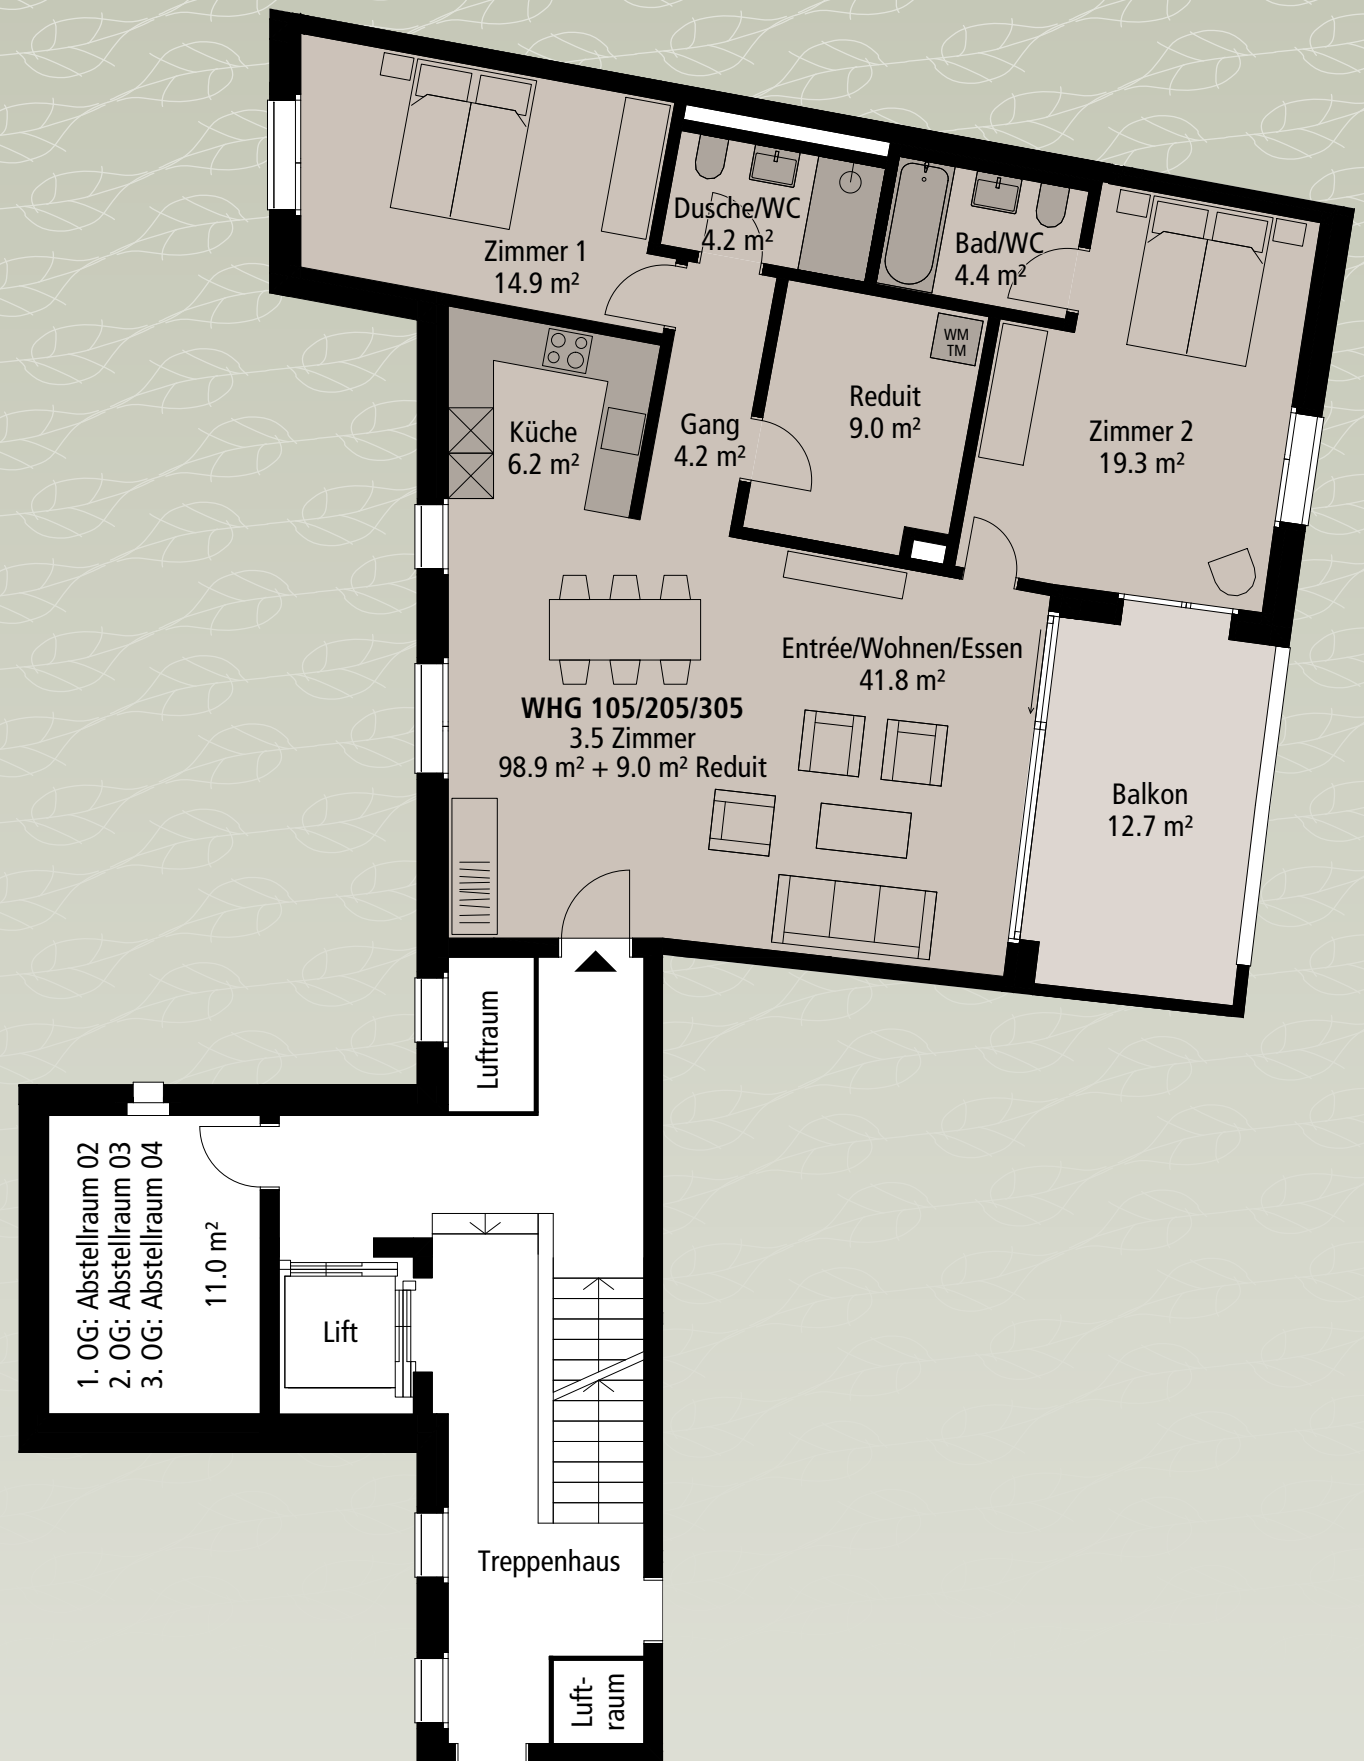 Zimmer 1
14.9 m²
Dusche/WC
4.2 m²
Bad/WC
4.4 m²
WM
TM
Küche
6.2 m²
Gang
4.2 m²
Reduit
9.0 m²
Zimmer 2
19.3 m²
Entrée/Wohnen/Essen
41.8 m²
WHG 105/205/305
3.5 Zimmer
98.9 m² + 9.0 m² Reduit
Balkon
12.7 m²
Luftraum
1. OG: Abstellraum 02
2. OG: Abstellraum 03
3. OG: Abstellraum 04
11.0 m²
Lift
Treppenhaus
Luft-
raum